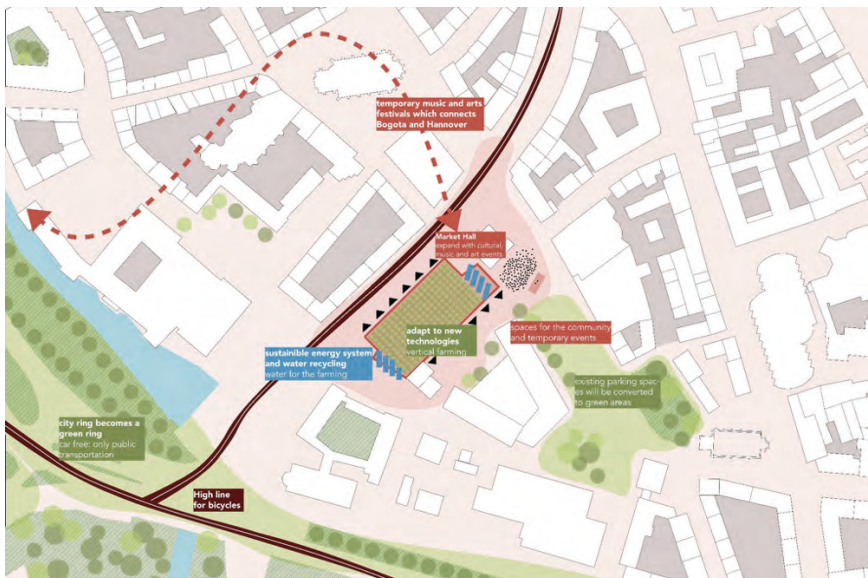 temporary music and arts
festivals which connects
Bogota and Hannover
Market Hall
expand with cultural,
music and art events
adapt to new
technologies
vertical farming
spaces for the community
and temporary events
sustainible energy system
and water recycling
water for the farming
existing parking spac-
es will be converted
to green areas
city ring becomes a
green ring
car free: only public
transportation
High line
for bicycles